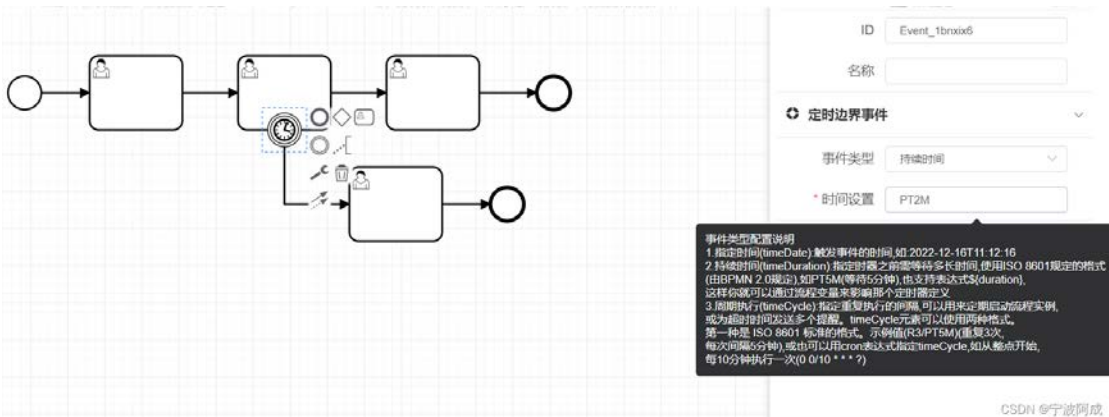 ID Event_1bnxix6
名称
定时边界事件
事件类型 持续时间
*时间设置 PT2M
事件类型配置说明
1.指定时间(timeDate):触发事件的时间,如:2022-12-16T11:12:16
2.持续时间(timeDuration):指定时器之前需等待多长时间,使用ISO 8601规定的格式
(由BPMN 2.0规定),如PT5M(等待5分钟),也支持表达式${duration},
这样你就可以通过流程变量来影响那个定时器定义
3.周期执行(timeCycle):指定重复执行的间隔,可以用来定期启动流程实例,
或为超时时间发送多个提醒。timeCycle元素可以使用两种格式。
第一种是 ISO 8601 标准的格式。示例值(R3/PT5M)(重复3次,
每次间隔5分钟),或也可以用cron表达式指定timeCycle,如从整点开始,
每10分钟执行一次(0 0/10 * * * ?)
CSDN @宁波阿成